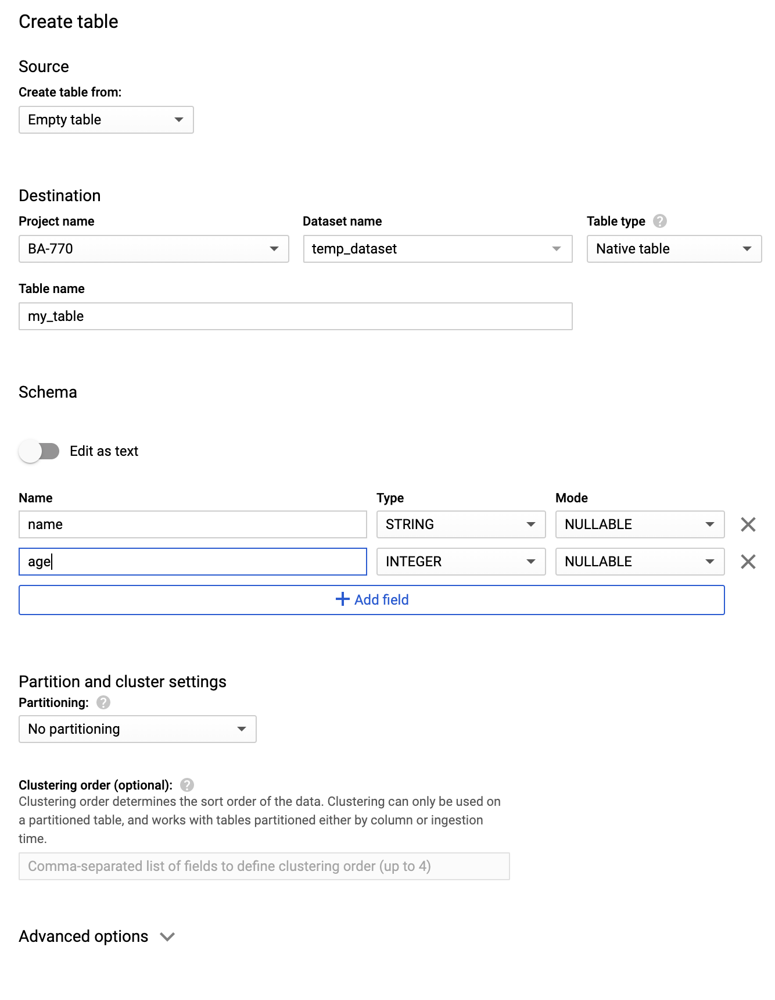 Create table
Source
Create table from:
Empty table
Destination
Project name Dataset name Table type ?
BA-770 temp_dataset Native table
Table name
my_table
Schema
Edit as text
Name Type Mode
name STRING NULLABLE
age INTEGER NULLABLE
+ Add field
Partition and cluster settings
Partitioning: ?
No partitioning
Clustering order (optional): ?
Clustering order determines the sort order of the data. Clustering can only be used on
a partitioned table, and works with tables partitioned either by column or ingestion
time.
Comma-separated list of fields to define clustering order (up to 4)
Advanced options